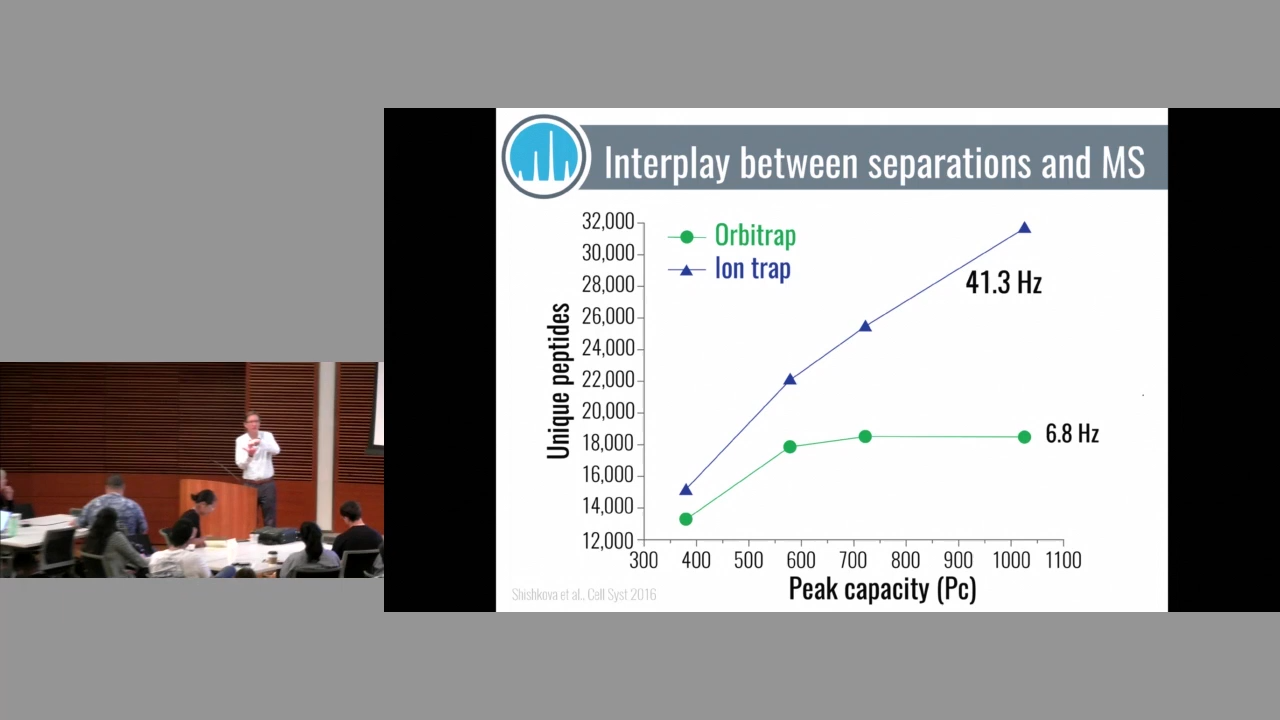 Interplay between separations and MS
Orbitrap
Ion trap
41.3 Hz
6.8 Hz
Unique peptides
32,000
30,000
28,000
26,000
24,000
22,000
20,000
18,000
16,000
14,000
12,000
300 400 500 600 700 800 900 1000 1100
Peak capacity (Pc)
Shishkova et al., Cell Syst 2016